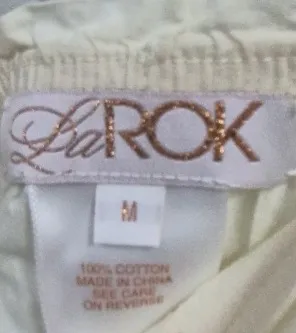 LaROK
M
100% COTTON
MADE IN CHINA
SEE CARE
ON REVERSE